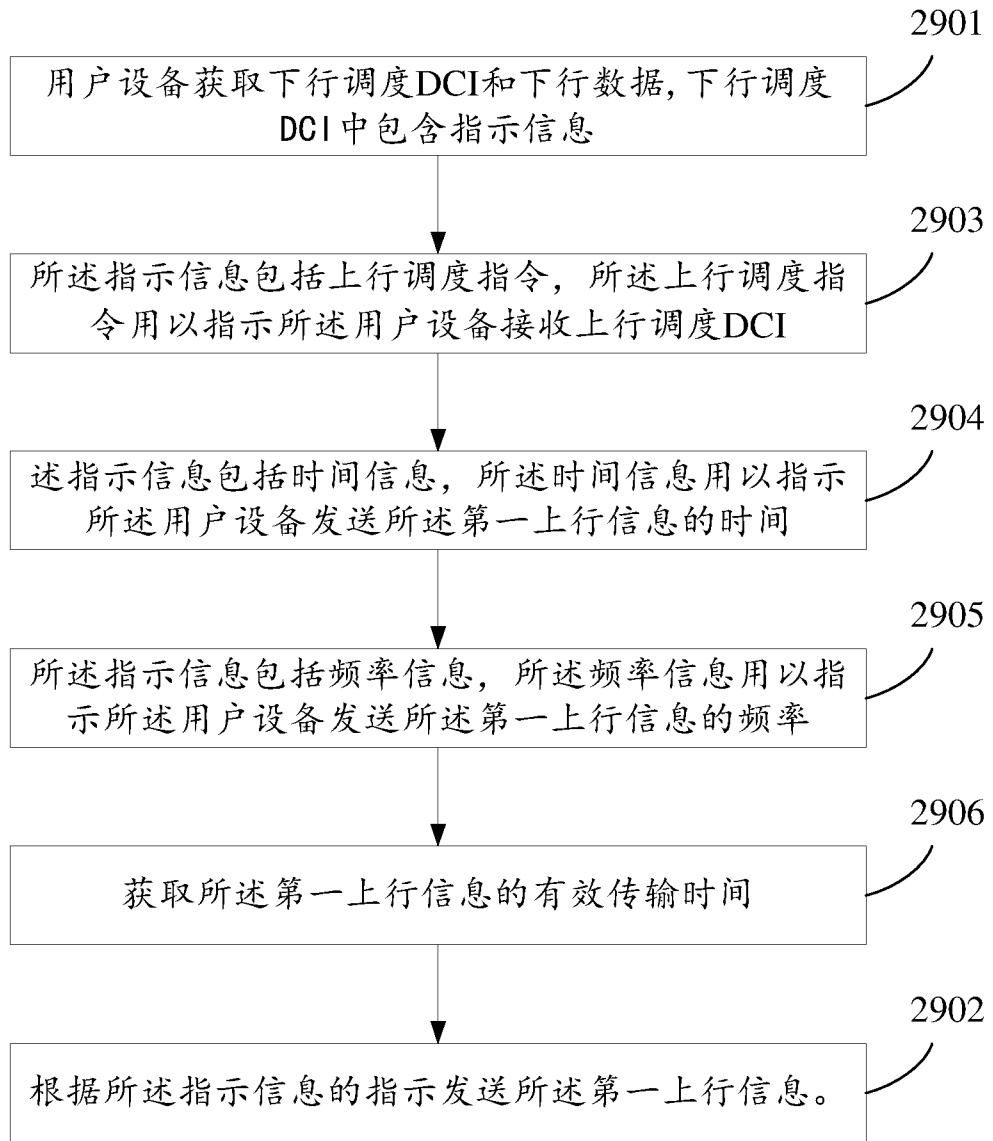 2901
用户设备获取下行调度DCI和下行数据,下行调度
DCI中包含指示信息
2903
所述指示信息包括上行调度指令，所述上行调度指
令用以指示所述用户设备接收上行调度DCI
2904
述指示信息包括时间信息，所述时间信息用以指示
所述用户设备发送所述第一上行信息的时间
2905
所述指示信息包括频率信息，所述频率信息用以指
示所述用户设备发送所述第一上行信息的频率
2906
获取所述第一上行信息的有效传输时间
2902
根据所述指示信息的指示发送所述第一上行信息。